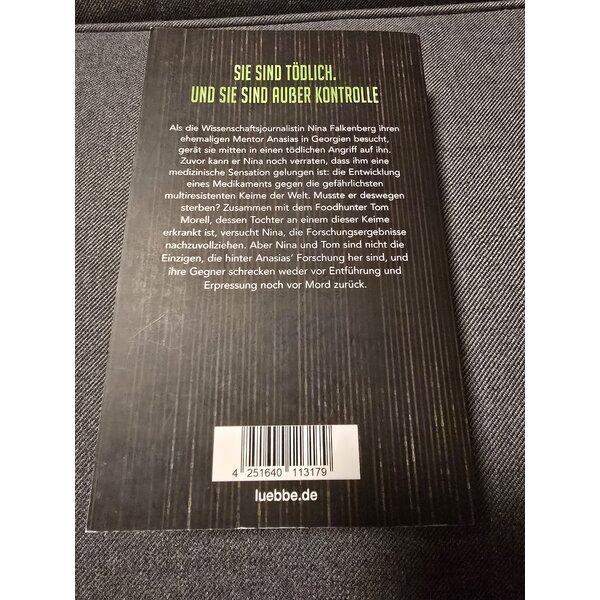 SIE SIND TÖDLICH.
UND SIE SIND AUßER KONTROLLE
Als die Wissenschaftsjournalistin Nina Falkenberg ihren
ehemaligen Mentor Anasias in Georgien besucht,
gerät sie mitten in einen tödlichen Angriff auf ihn.
Zuvor kann er Nina noch verraten, dass ihm eine
medizinische Sensation gelungen ist: die Entwicklung
eines Medikaments gegen die gefährlichsten
multiresistenten Keime der Welt. Musste er deswegen
sterben? Zusammen mit dem Foodhunter Tom
Morell, dessen Tochter an einem dieser Keime
erkrankt ist, versucht Nina, die Forschungsergebnisse
nachzuvollziehen. Aber Nina und Tom sind nicht die
Einzigen, die hinter Anasias' Forschung her sind, und
ihre Gegner schrecken weder vor Entführung und
Erpressung noch vor Mord zurück.
4 251640 113179
luebbe.de